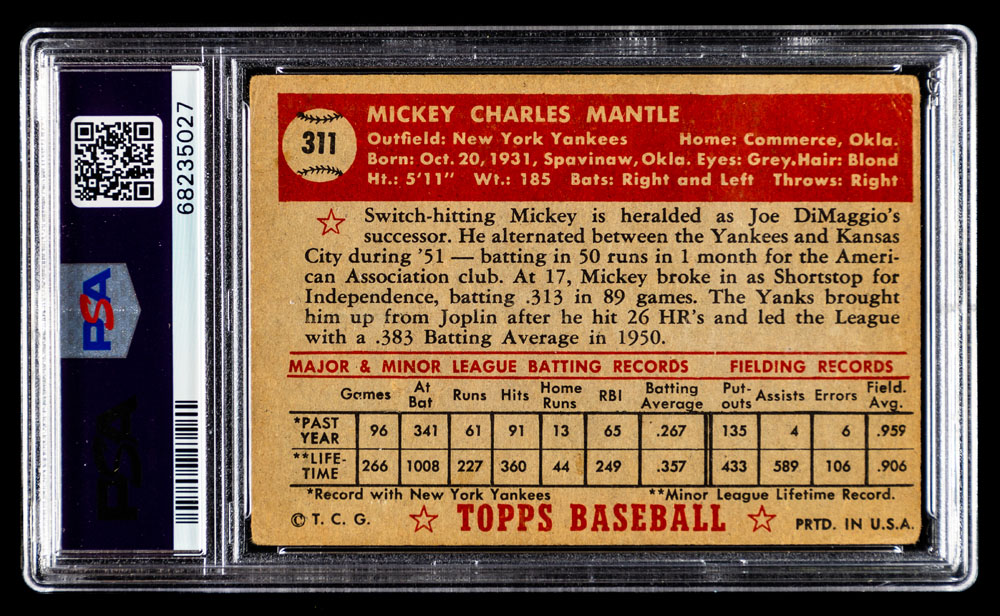 68235027
PSA
PSA
311
MICKEY CHARLES MANTLE
Outfield: New York Yankees Home: Commerce, Okla.
Born: Oct. 20, 1931, Spavinaw, Okla. Eyes: Grey. Hair: Blond
Ht.: 5'11" Wt.: 185 Bats: Right and Left Throws: Right
Switch-hitting Mickey is heralded as Joe DiMaggio's
successor. He alternated between the Yankees and Kansas
City during '51 — batting in 50 runs in 1 month for the Ameri-
can Association club. At 17, Mickey broke in as Shortstop for
Independence, batting .313 in 89 games. The Yanks brought
him up from Joplin after he hit 26 HR's and led the League
with a .383 Batting Average in 1950.
MAJOR & MINOR LEAGUE BATTING RECORDS FIELDING RECORDS
Games At Bat Runs Hits Home Runs RBI Batting Average Put-outs Assists Errors Field. Avg.
*PAST YEAR 96 341 61 91 13 65 .267 135 4 6 .959
**LIFE-TIME 266 1008 227 360 44 249 .357 433 589 106 .906
*Record with New York Yankees **Minor League Lifetime Record.
© T. C. G. TOPPS BASEBALL PRTD. IN U.S.A.